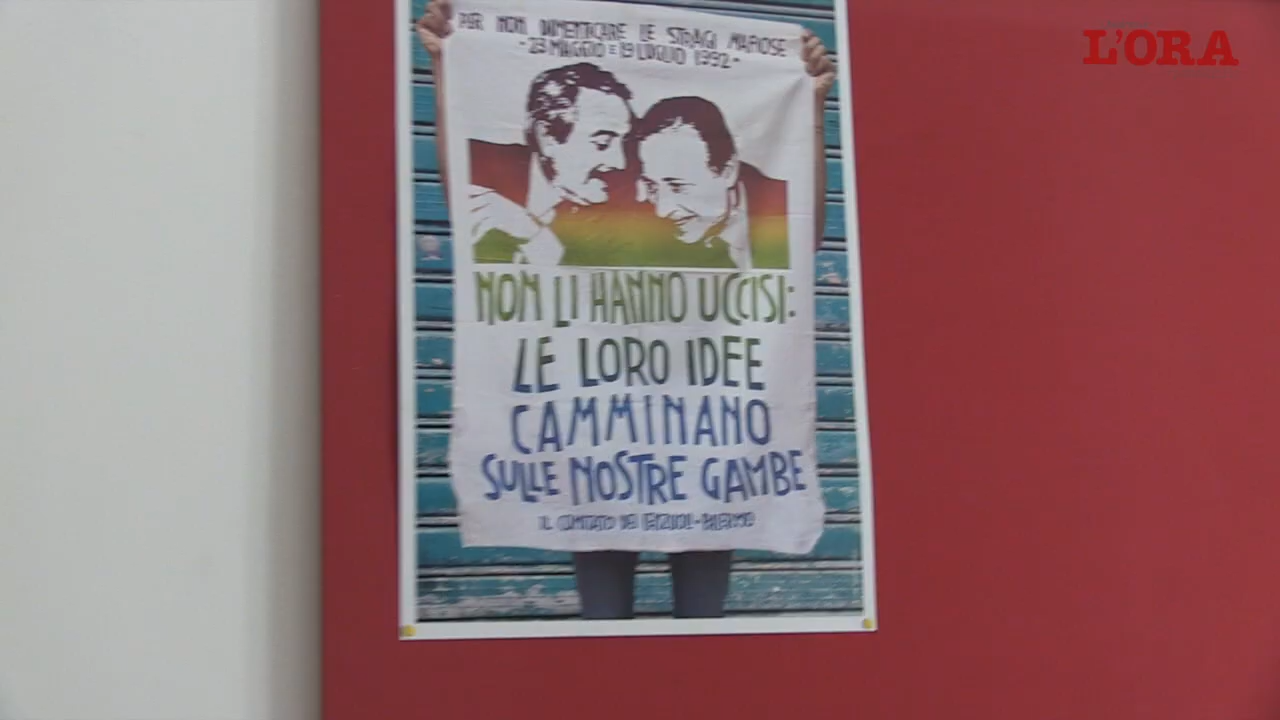 L'ORA
PER NON DIMENTICARE LE STRAGI MAFIOSE
- 23 MAGGIO E 19 LUGLIO 1992 -
NON LI HANNO UCCISI:
LE LORO IDEE
CAMMINANO
SULLE NOSTRE GAMBE
IL COMITATO DEI LENZUOLI - PALERMO